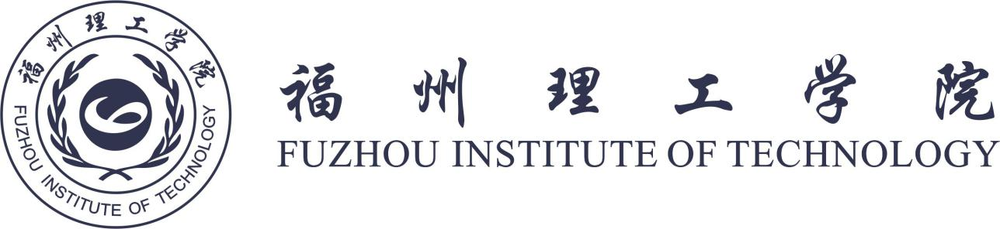 福州理工学院
FUZHOU INSTITUTE OF TECHNOLOGY
福州理工学院
FUZHOU INSTITUTE OF TECHNOLOGY